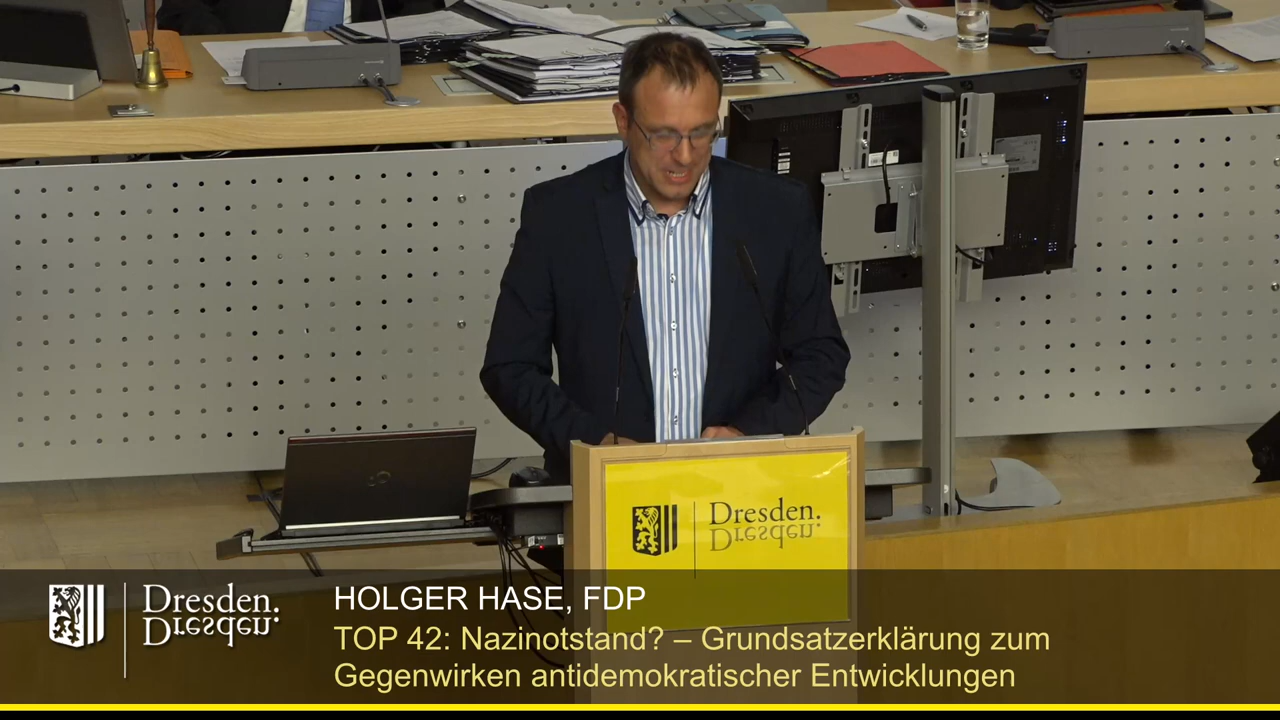 Dresden.
Dresden.
Dresden.
Dresden.
HOLGER HASE, FDP
TOP 42: Nazinotstand? – Grundsatzerklärung zum
Gegenwirken antidemokratischer Entwicklungen